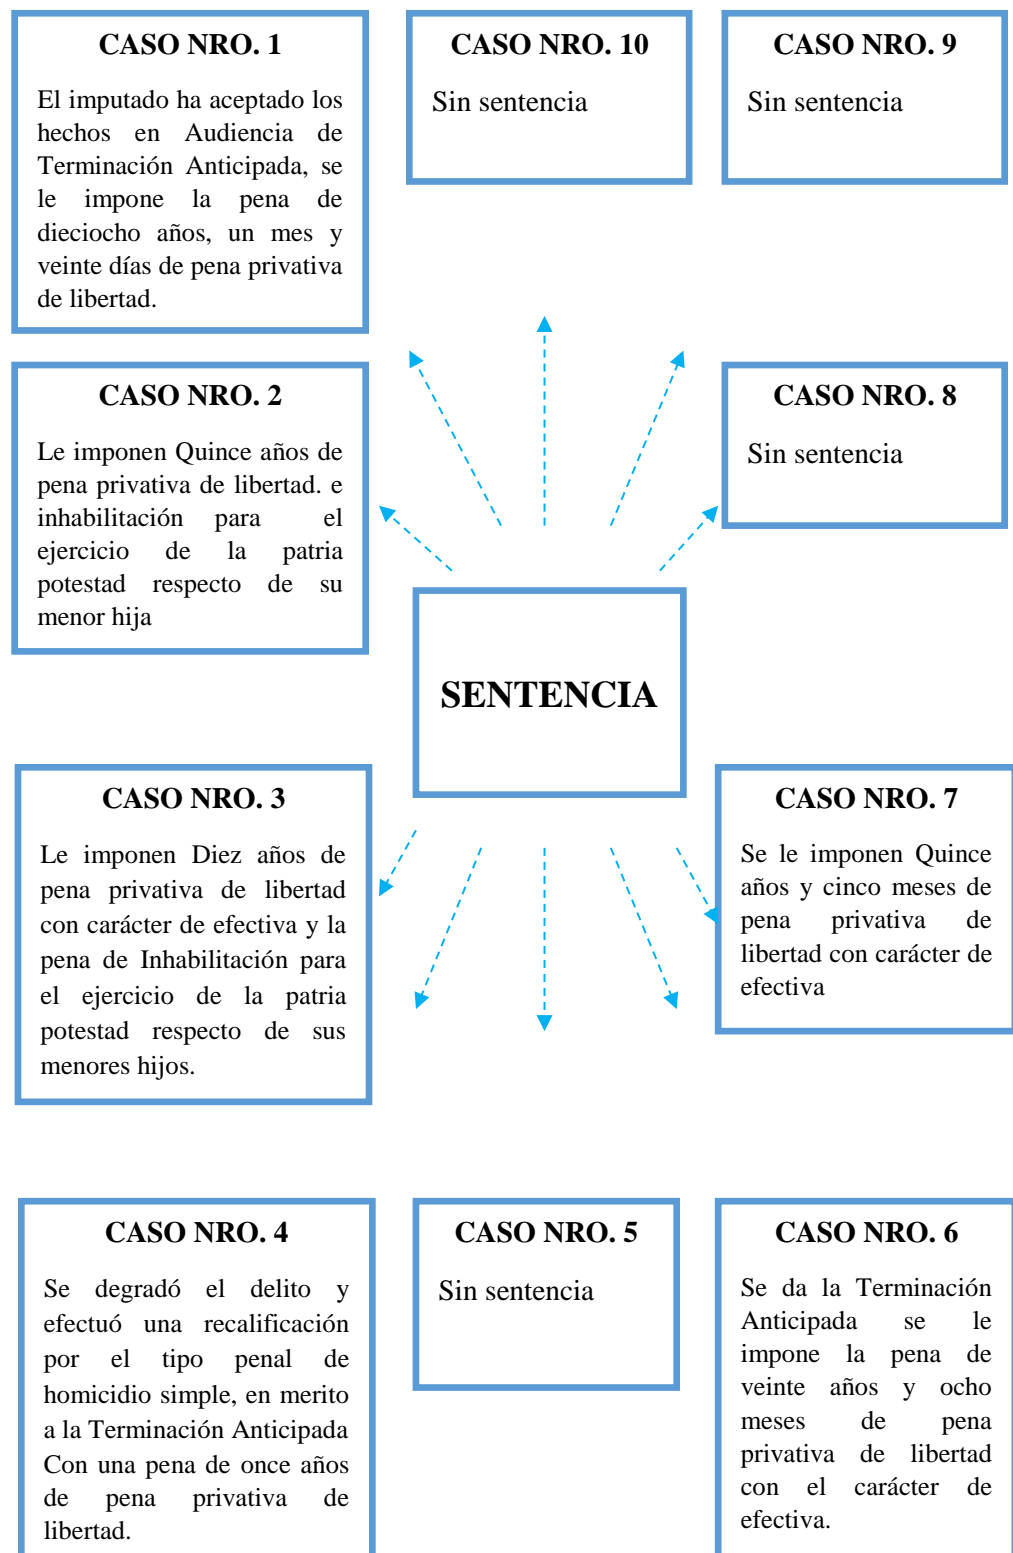 CASO NRO. 1
El imputado ha aceptado los
hechos en Audiencia de
Terminación Anticipada, se
le impone la pena de
dieciocho años, un mes y
veinte días de pena privativa
de libertad.
CASO NRO. 10
Sin sentencia
CASO NRO. 9
Sin sentencia
CASO NRO. 2
Le imponen Quince años de
pena privativa de libertad. e
inhabilitación para el
ejercicio de la patria
potestad respecto de su
menor hija
CASO NRO. 8
Sin sentencia
SENTENCIA
CASO NRO. 3
Le imponen Diez años de
pena privativa de libertad
con carácter de efectiva y la
pena de Inhabilitación para
el ejercicio de la patria
potestad respecto de sus
menores hijos.
CASO NRO. 7
Se le imponen Quince
años y cinco meses de
pena privativa de
libertad con carácter de
efectiva
CASO NRO. 4
Se degradó el delito y
efectuó una recalificación
por el tipo penal de
homicidio simple, en merito
a la Terminación Anticipada
Con una pena de once años
de pena privativa de
libertad.
CASO NRO. 5
Sin sentencia
CASO NRO. 6
Se da la Terminación
Anticipada se le
impone la pena de
veinte años y ocho
meses de pena
privativa de libertad
con el carácter de
efectiva.